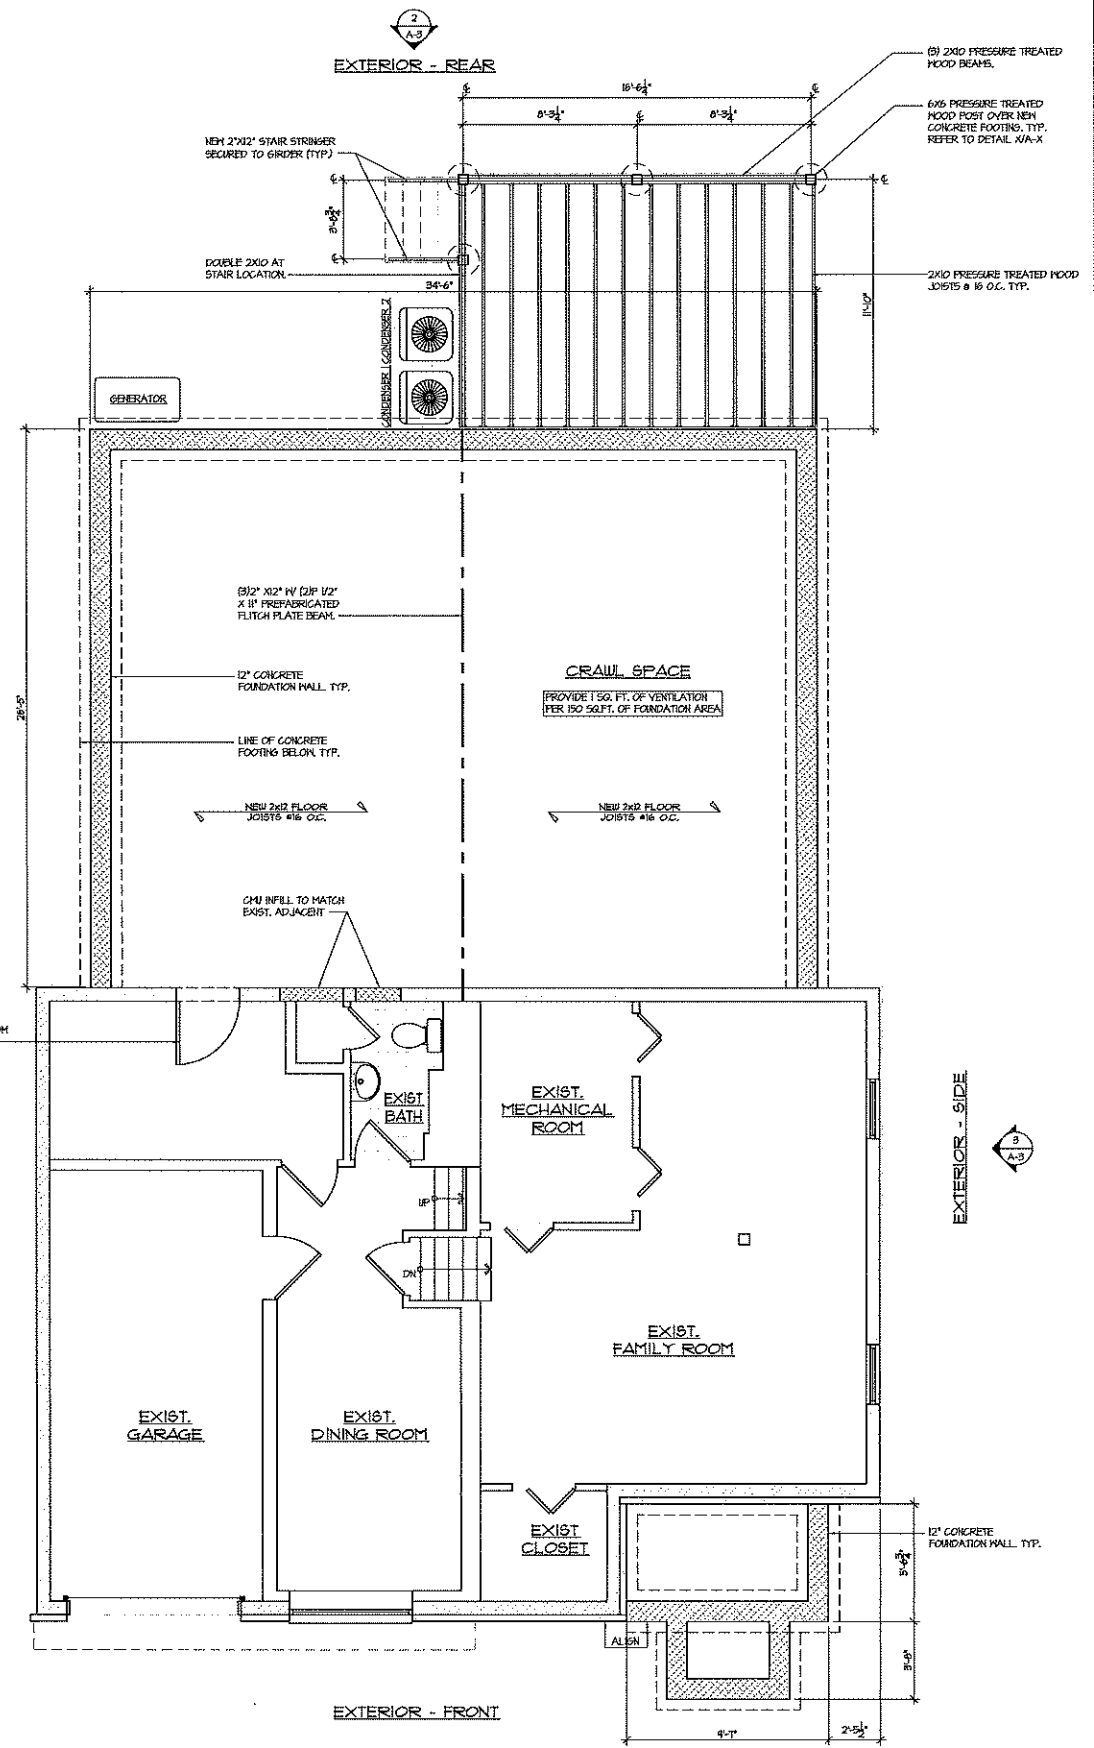 2
A-3
EXTERIOR - REAR
(3) 2X10 PRESSURE TREATED
WOOD BEAMS.
16'-6 1/4"
8'-3 1/4"
8'-3 1/4"
6X6 PRESSURE TREATED
WOOD POST OVER NEW
CONCRETE FOOTING, TYP.
REFER TO DETAIL X/A-X
NEW 2"X12" STAIR STRINGER
SECURED TO GIRDER (TYP.)
DOUBLE 2X10 AT
STAIR LOCATION.
34'-6"
2X10 PRESSURE TREATED WOOD
JOISTS @ 16 O.C. TYP.
11'-10"
CONDENSER 1
CONDENSER 2
GENERATOR
(3)2" X12" W/ (2)P 1/2"
X 11" PREFABRICATED
FLITCH PLATE BEAM.
CRAWL SPACE
PROVIDE 1 SQ. FT. OF VENTILATION
PER 150 SQ.FT. OF FOUNDATION AREA
12" CONCRETE
FOUNDATION WALL TYP.
LINE OF CONCRETE
FOOTING BELOW, TYP.
NEW 2x12 FLOOR
JOISTS @16 O.C.
NEW 2x12 FLOOR
JOISTS @16 O.C.
CMU INFILL TO MATCH
EXIST. ADJACENT
EXIST
BATH
EXIST.
MECHANICAL
ROOM
EXTERIOR - SIDE
3
A-3
UP
DN
EXIST.
FAMILY ROOM
EXIST.
GARAGE
EXIST.
DINING ROOM
EXIST
CLOSET
12" CONCRETE
FOUNDATION WALL TYP.
5'-6 3/4"
ALIGN
3'-8"
EXTERIOR - FRONT
9'-7"
2'-5 1/2"